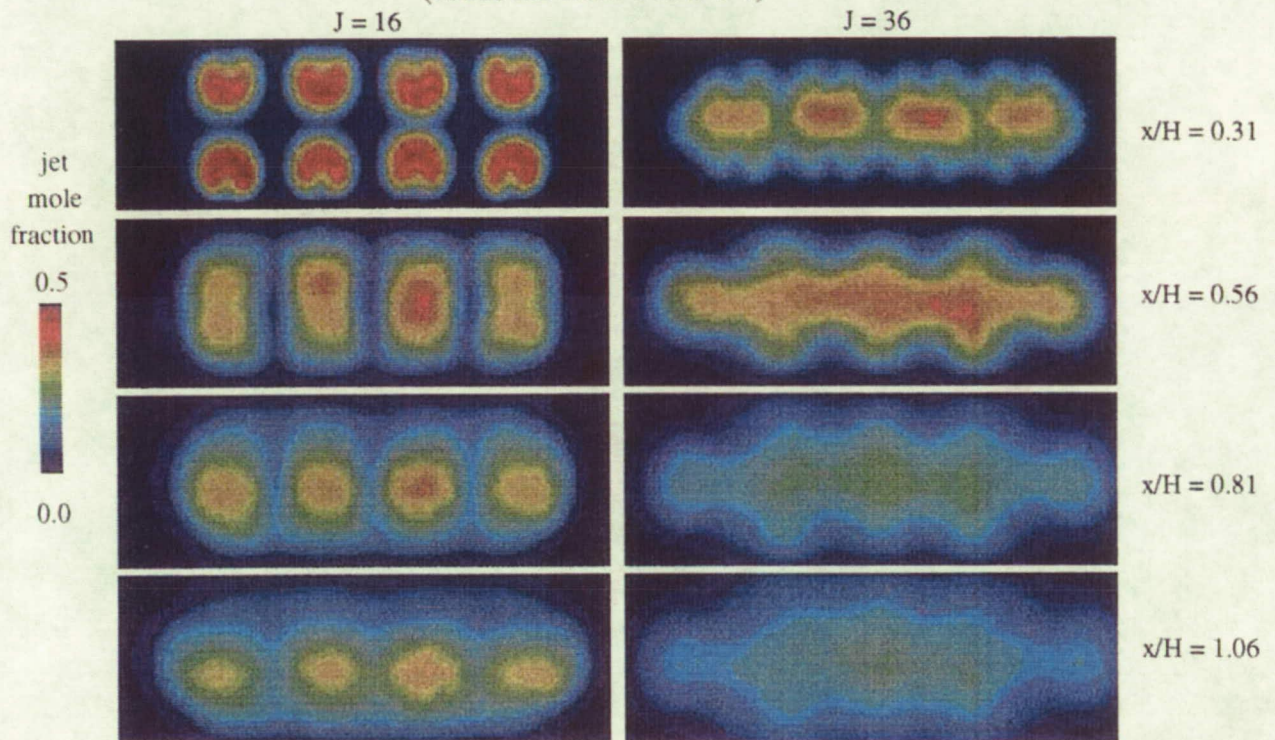 J = 16
J = 36
x/H = 0.31
jet
mole
fraction
0.5
x/H = 0.56
x/H = 0.81
0.0
x/H = 1.06